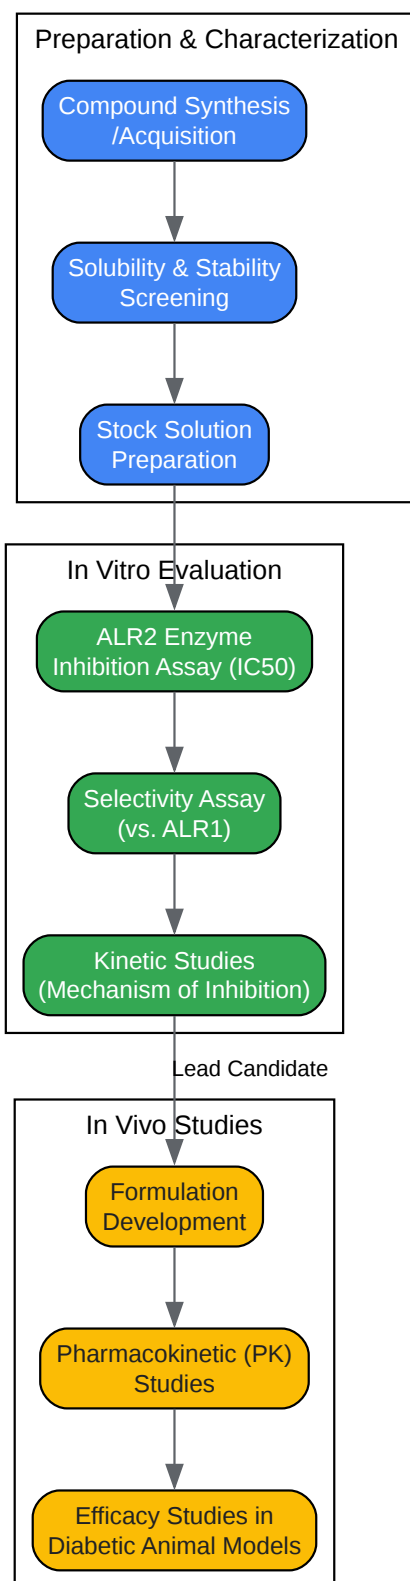 Preparation & Characterization
Compound Synthesis
/Acquisition
Solubility & Stability
Screening
Stock Solution
Preparation
In Vitro Evaluation
ALR2 Enzyme
Inhibition Assay (IC50)
Selectivity Assay
(vs. ALR1)
Kinetic Studies
(Mechanism of Inhibition)
Lead Candidate
In Vivo Studies
Formulation
Development
Pharmacokinetic (PK)
Studies
Efficacy Studies in
Diabetic Animal Models